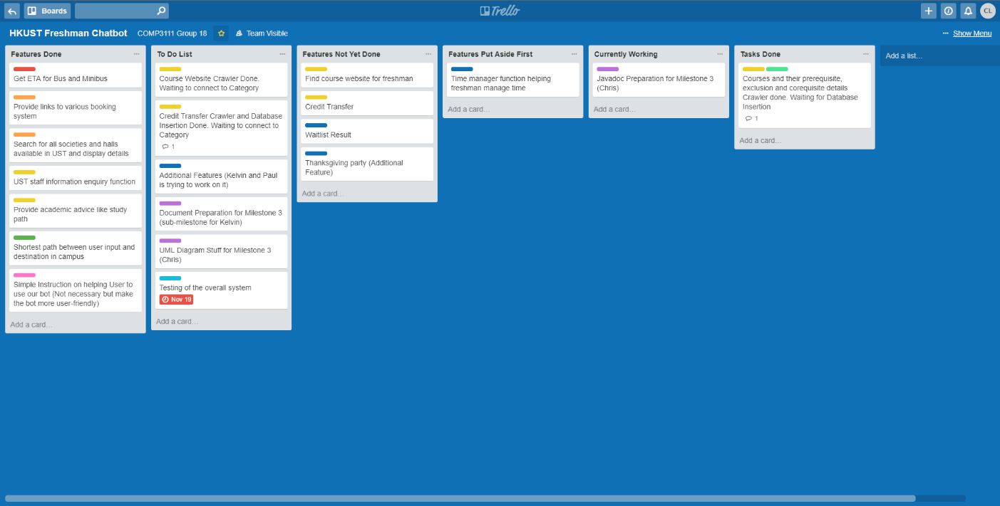 Boards
Trello
CL
HKUST Freshman Chatbot
COMP3111 Group 18
Team Visible
... Show Menu
Features Done
Get ETA for Bus and Minibus
Provide links to various booking
system
Search for all societies and halls
available in UST and display details
UST staff information enquiry function
Provide academic advice like study
path
Shortest path between user input and
destination in campus
Simple Instruction on helping User to
use our bot (Not necessary but make
the bot more user-friendly)
Add a card...
To Do List
Course Website Crawler Done.
Waiting to connect to Category
Credit Transfer Crawler and Database
Insertion Done. Waiting to connect to
Category
1
Additional Features (Kelvin and Paul
is trying to work on it)
Document Preparation for Milestone 3
(sub-milestone for Kelvin)
UML Diagram Stuff for Milestone 3
(Chris)
Testing of the overall system
Nov 19
Add a card...
Features Not Yet Done
Find course website for freshman
Credit Transfer
Waitlist Result
Thanksgiving party (Additional
Feature)
Add a card...
Features Put Aside First
Time manager function helping
freshman manage time
Add a card...
Currently Working
Javadoc Preparation for Milestone 3
(Chris)
Add a card...
Tasks Done
Courses and their prerequisite,
exclusion and corequisite details
Crawler done. Waiting for Database
Insertion
1
Add a card...
Add a list...